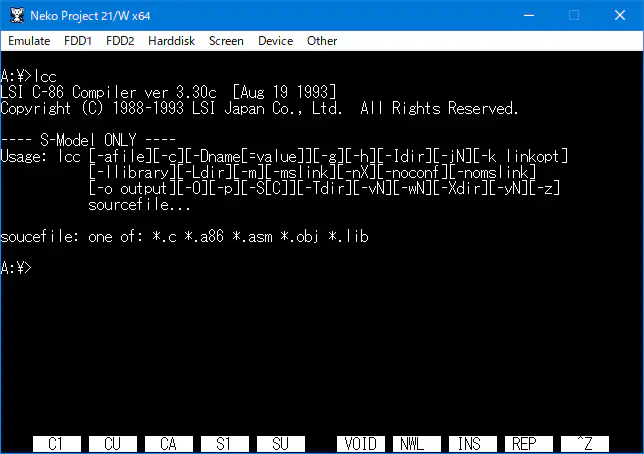 Neko Project 21/W x64
Emulate FDD1 FDD2 Harddisk Screen Device Other
A:¥>lcc
LSI C-86 Compiler ver 3.30c [Aug 19 1993]
Copyright (C) 1988-1993 LSI Japan Co., Ltd. All Rights Reserved.
---- S-Model ONLY ----
Usage: lcc [-afile][-c][-Dname[=value]][-g][-h][-Idir][-jN][-k linkopt]
[-llibrary][-Ldir][-m][-mslink][-nX][-noconf][-nomslink]
[-o output][-O][-p][-S[C]][-Tdir][-vN][-wN][-Xdir][-yN][-z]
sourcefile...
soucefile: one of: *.c *.a86 *.asm *.obj *.lib
A:¥>
C1 CU CA S1 SU VOID NWL INS REP ^Z